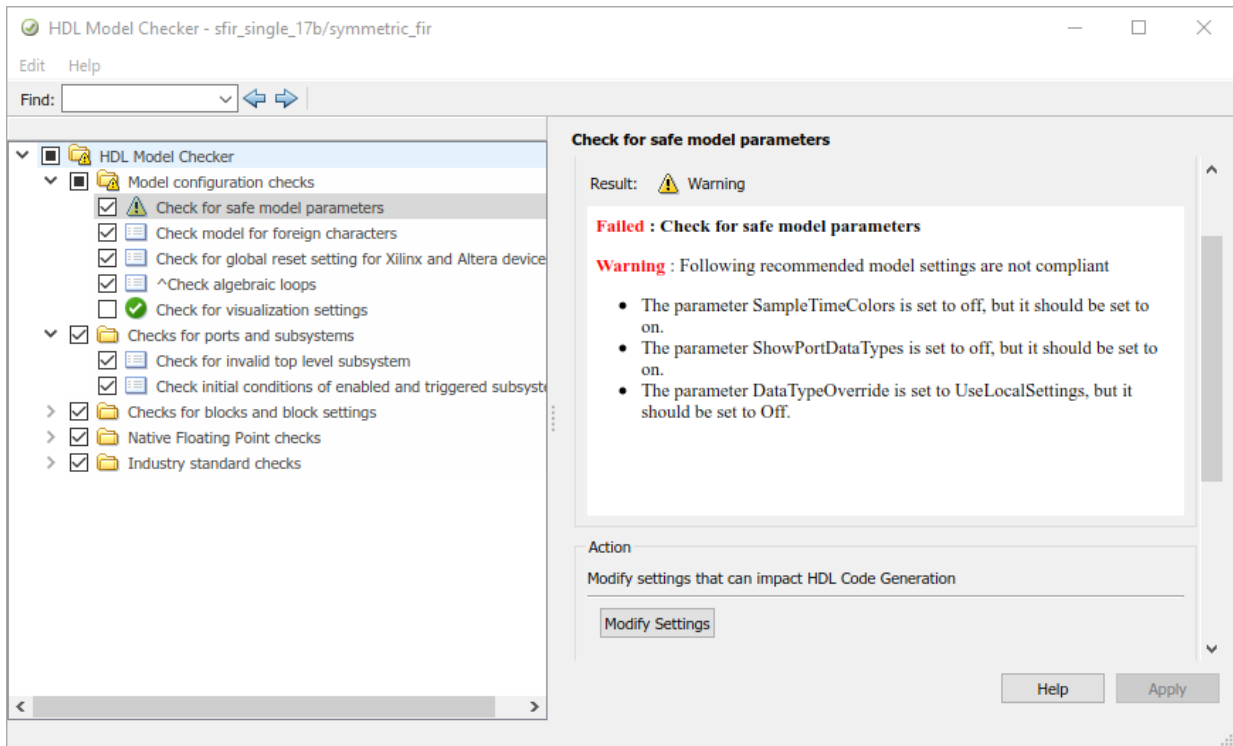 HDL Model Checker - sfir_single_17b/symmetric_fir
Edit Help
Find:
HDL Model Checker
Model configuration checks
Check for safe model parameters
Check model for foreign characters
Check for global reset setting for Xilinx and Altera device
^Check algebraic loops
Check for visualization settings
Checks for ports and subsystems
Check for invalid top level subsystem
Check initial conditions of enabled and triggered subsyste
Checks for blocks and block settings
Native Floating Point checks
Industry standard checks
Check for safe model parameters
Result: Warning
Failed : Check for safe model parameters
Warning : Following recommended model settings are not compliant
• The parameter SampleTimeColors is set to off, but it should be set to
on.
• The parameter ShowPortDataTypes is set to off, but it should be set to
on.
• The parameter DataTypeOverride is set to UseLocalSettings, but it
should be set to Off.
Action
Modify settings that can impact HDL Code Generation
Modify Settings
Help
Apply